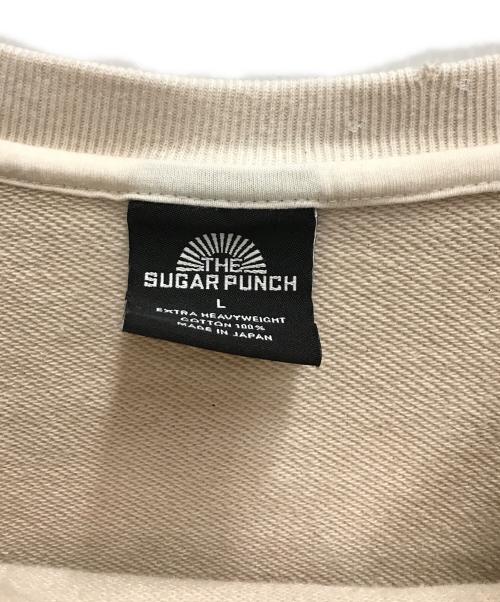 THE
SUGAR PUNCH
L
EXTRA HEAVYWEIGHT
COTTON 100%
MADE IN JAPAN